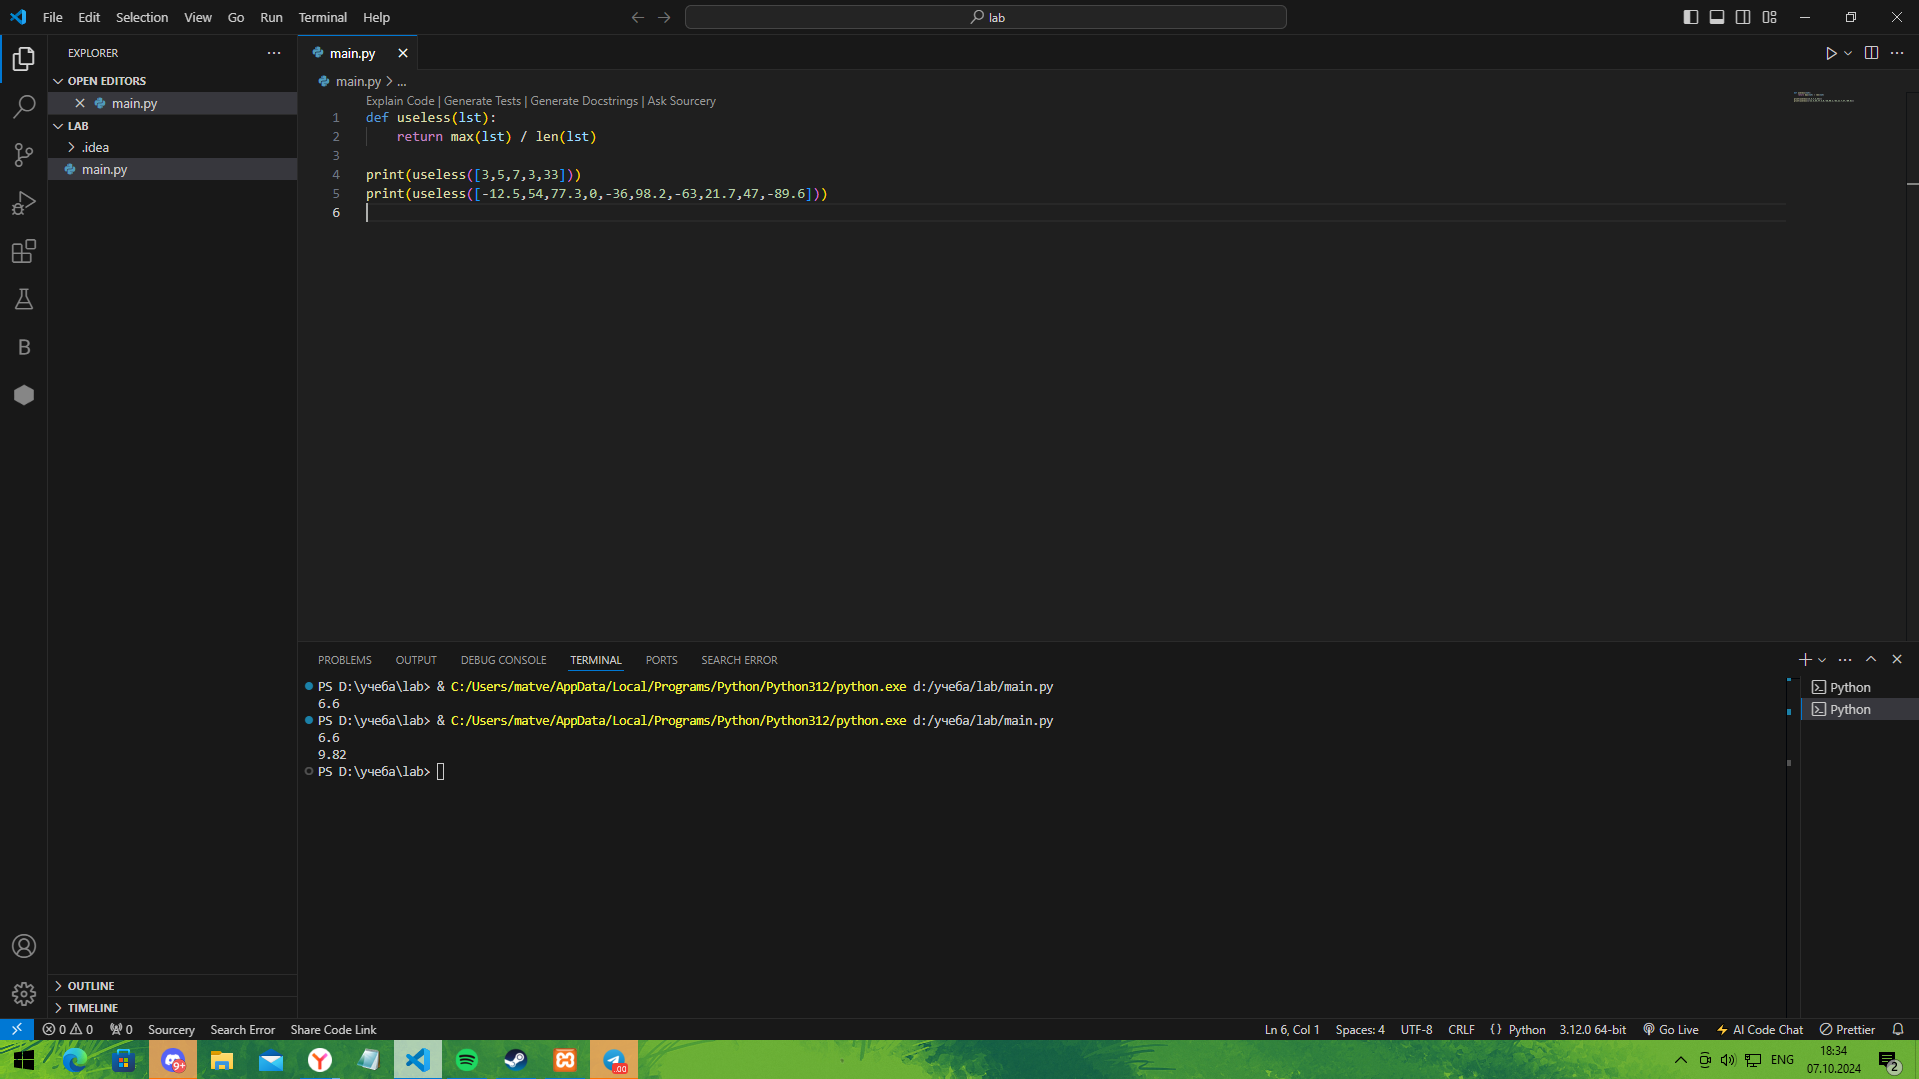 File Edit Selection View Go Run Terminal Help
lab
EXPLORER
OPEN EDITORS
main.py
LAB
.idea
main.py
main.py
main.py > ...
Explain Code | Generate Tests | Generate Docstrings | Ask Sourcery
1 def useless(lst):
2 return max(lst) / len(lst)
3
4 print(useless([3,5,7,3,33]))
5 print(useless([-12.5,54,77.3,0,-36,98.2,-63,21.7,47,-89.6]))
6
PROBLEMS OUTPUT DEBUG CONSOLE TERMINAL PORTS SEARCH ERROR
PS D:\учеба\lab> & C:/Users/matve/AppData/Local/Programs/Python/Python312/python.exe d:/учеба/lab/main.py
6.6
PS D:\учеба\lab> & C:/Users/matve/AppData/Local/Programs/Python/Python312/python.exe d:/учеба/lab/main.py
6.6
9.82
PS D:\учеба\lab>
Python
Python
OUTLINE
TIMELINE
0 0 0 Sourcery Search Error Share Code Link
Ln 6, Col 1 Spaces: 4 UTF-8 CRLF {} Python 3.12.0 64-bit Go Live AI Code Chat Prettier
ENG
18:34
07.10.2024
2
9+